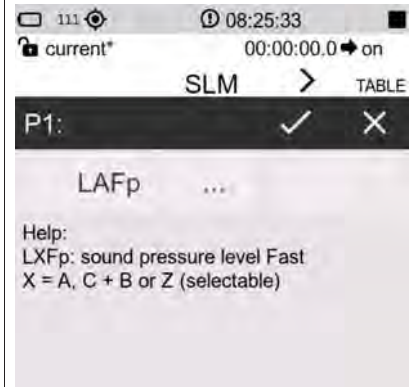 111 08:25:33
current* 00:00:00.0 on
SLM > TABLE
P1:
LAFp ...
Help:
LXFp: sound pressure level Fast
X = A, C + B or Z (selectable)